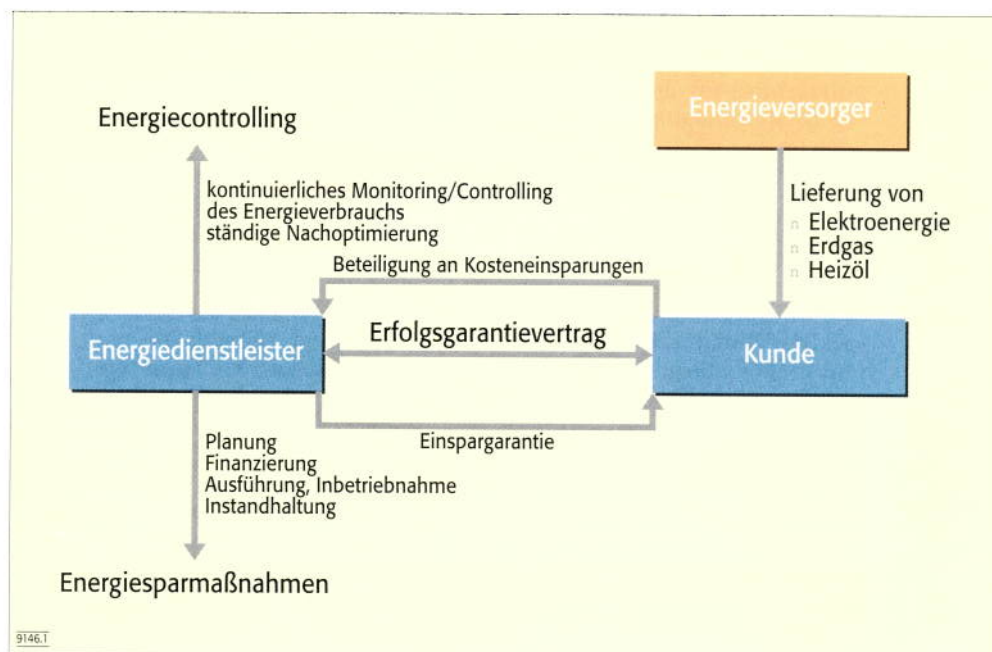 Energiecontrolling
Energieversorger
kontinuierliches Monitoring/Controlling
des Energieverbrauchs
ständige Nachoptimierung
Lieferung von
Elektroenergie
Erdgas
Heizöl
Beteiligung an Kosteneinsparungen
Energiedienstleister
Erfolgsgarantievertrag
Kunde
Einspargarantie
Planung
Finanzierung
Ausführung, Inbetriebnahme
Instandhaltung
Energiesparmaßnahmen
9146.1